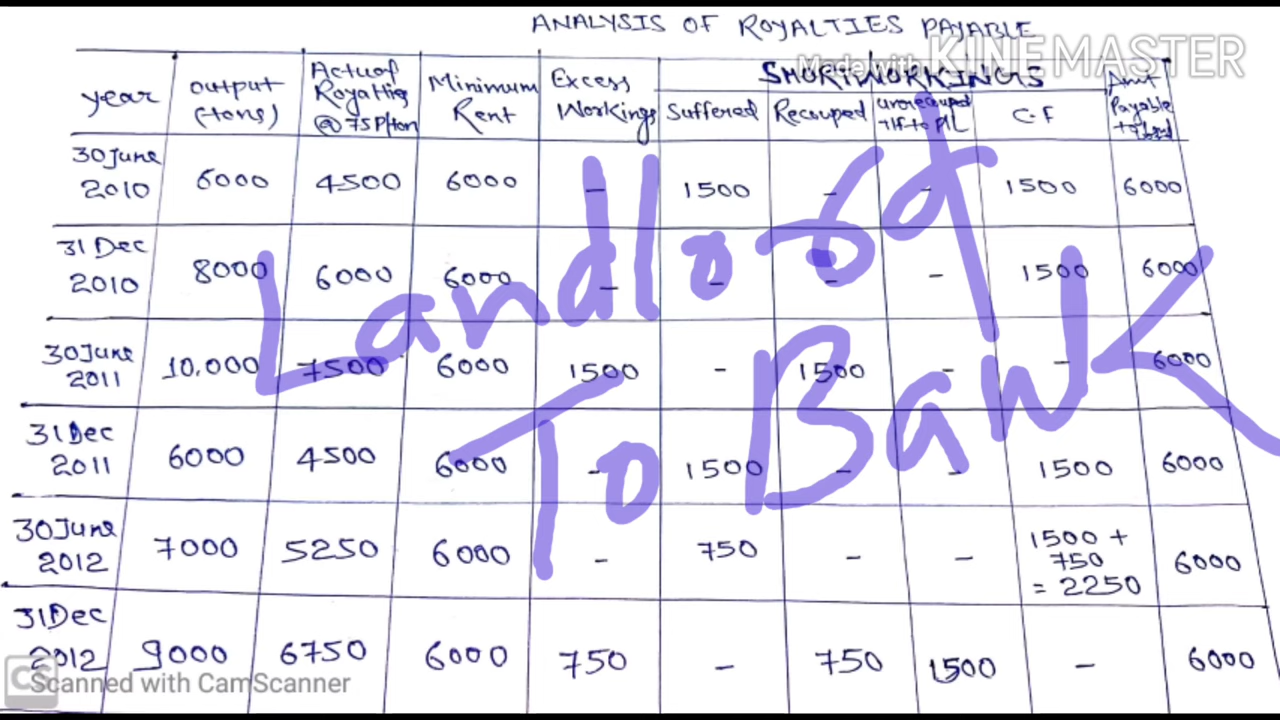 ANALYSIS OF ROYALTIES PAYABLE
Made with KINEMASTER
year | output (tons) | Actual Royalties @ 75P/ton | Minimum Rent | Excess Workings | SHORTWORKINGS | Amt Payable to
Suffered | Recouped | C.F
30 June 2010 | 6000 | 4500 | 6000 | - | 1500 | - | - | 1500 | 6000
31 Dec 2010 | 8000 | 6000 | 6000 | - | - | - | - | 1500 | 6000
30 June 2011 | 10,000 | 7500 | 6000 | 1500 | - | 1500 | - | - | 6000
31 Dec 2011 | 6000 | 4500 | 6000 | - | 1500 | - | - | 1500 | 6000
30 June 2012 | 7000 | 5250 | 6000 | - | 750 | - | - | 1500 + 750 = 2250 | 6000
31 Dec 2012 | 9000 | 6750 | 6000 | 750 | - | 750 | 1500 | - | 6000
Landlord
To Bank
CS Scanned with CamScanner